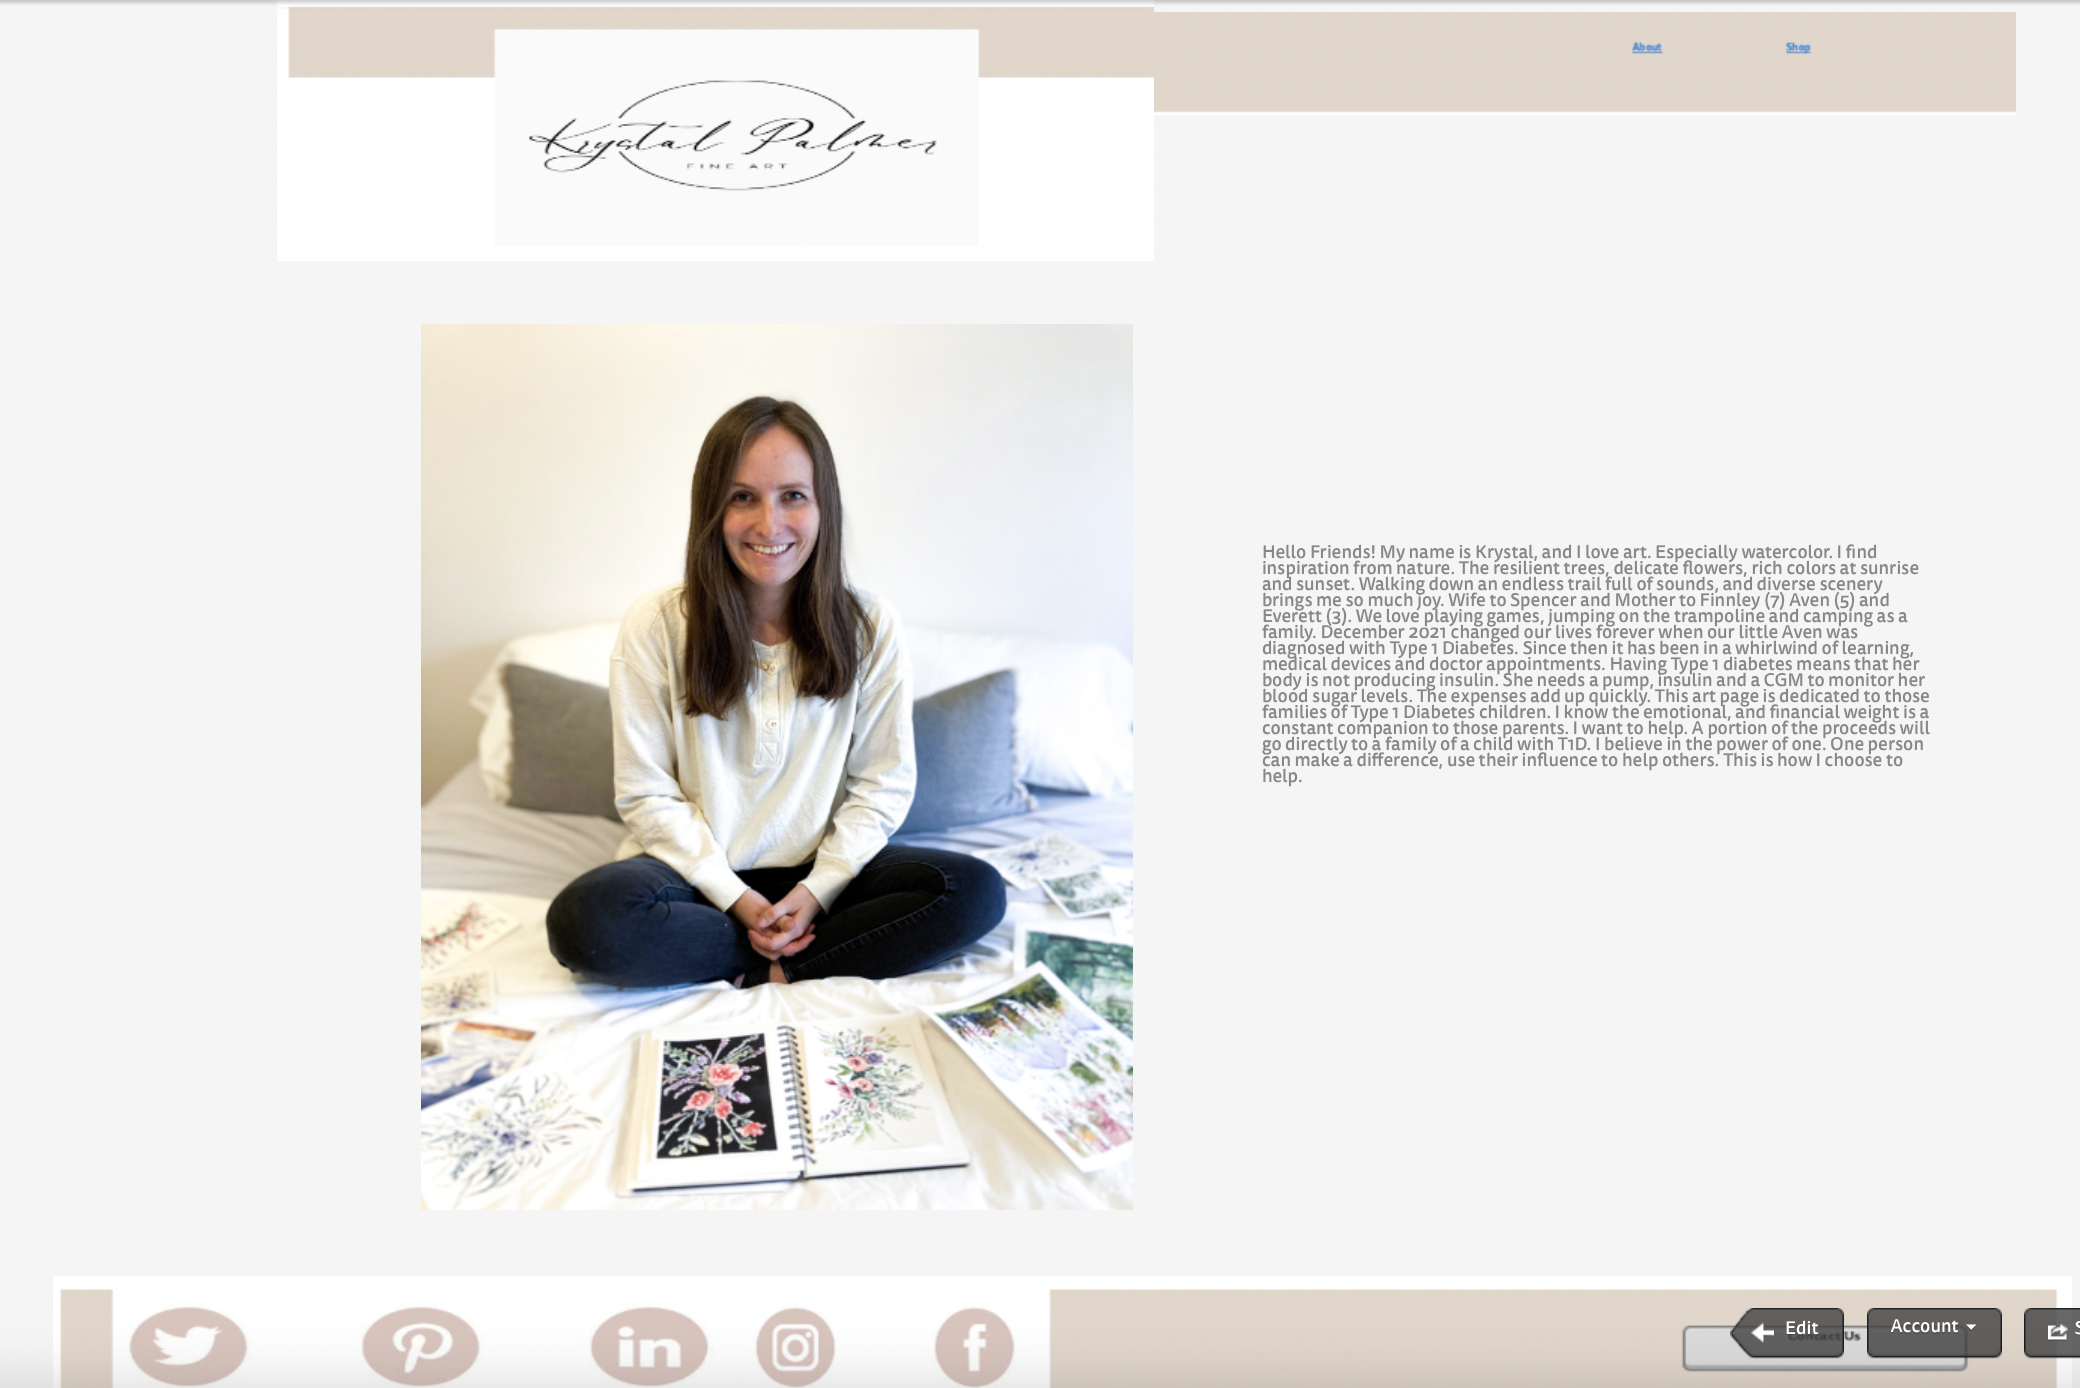 About
Shop
Krystal Palmer
FINE ART
Hello Friends! My name is Krystal, and I love art. Especially watercolor. I find
inspiration from nature. The resilient trees, delicate flowers, rich colors at sunrise
and sunset. Walking down an endless trail full of sounds, and diverse scenery
brings me so much joy. Wife to Spencer and Mother to Finnley (7) Aven (5) and
Everett (3). We love playing games, jumping on the trampoline and camping as a
family. December 2021 changed our lives forever when our little Aven was
diagnosed with Type 1 Diabetes. Since then it has been in a whirlwind of learning,
medical devices and doctor appointments. Having Type 1 diabetes means that her
body is not producing insulin. She needs a pump, insulin and a CGM to monitor her
blood sugar levels. The expenses add up quickly. This art page is dedicated to those
families of Type 1 Diabetes children. I know the emotional, and financial weight is a
constant companion to those parents. I want to help. A portion of the proceeds will
go directly to a family of a child with T1D. I believe in the power of one. One person
can make a difference, use their influence to help others. This is how I choose to
help.
in
f
Contact Us
Edit
Account